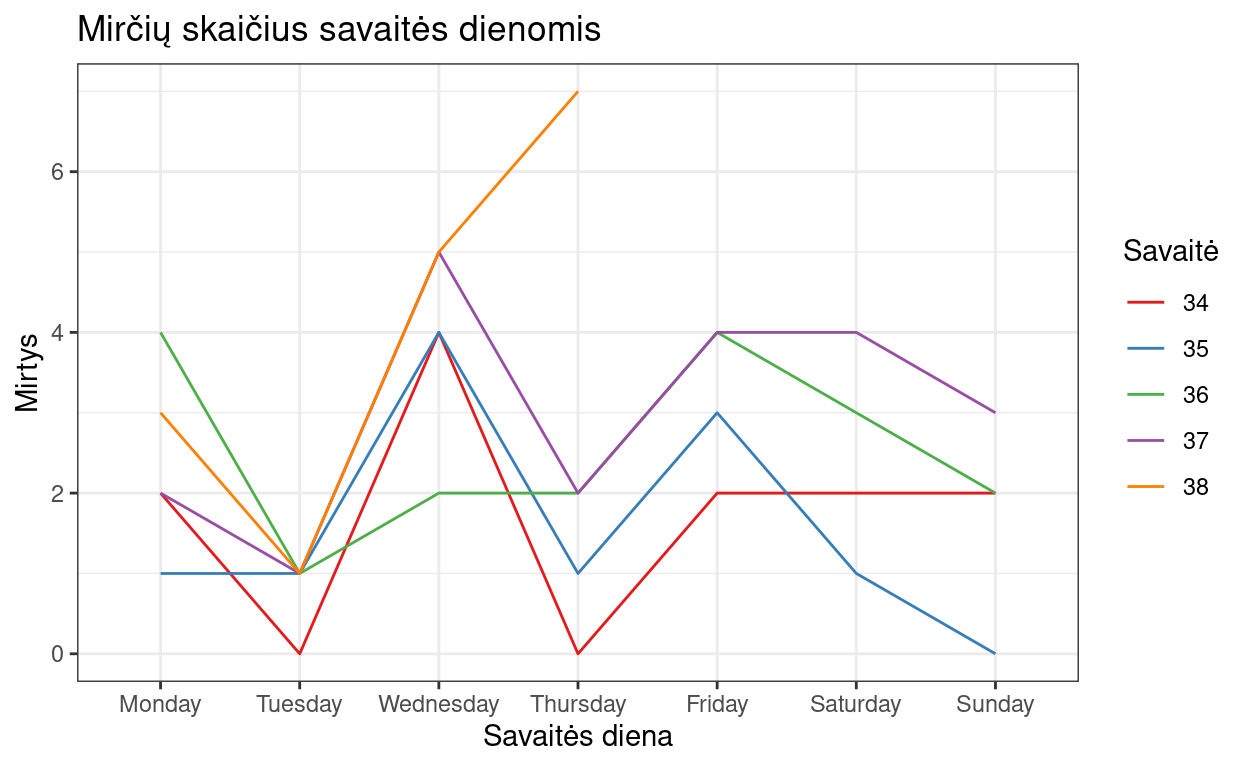 Mirčių skaičius savaitės dienomis
Mirtys
6
4
2
0
Monday Tuesday Wednesday Thursday Friday Saturday Sunday
Savaitės diena
Savaitė
34
35
36
37
38